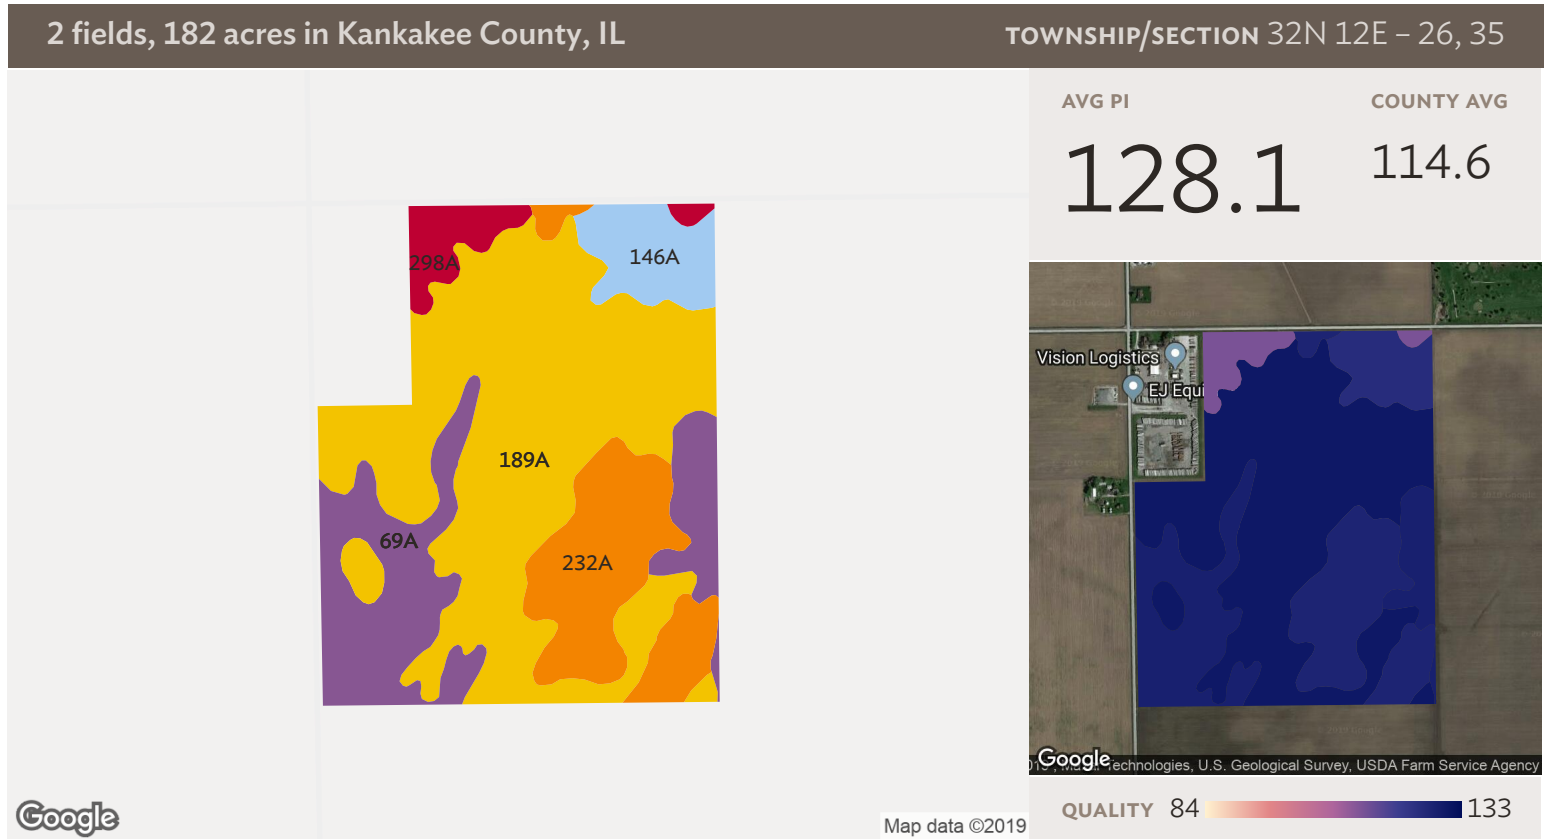 2 fields, 182 acres in Kankakee County, IL
TOWNSHIP/SECTION 32N 12E – 26, 35
AVG PI
COUNTY AVG
128.1
114.6
298A
146A
189A
69A
232A
Google
Map data ©2019
Vision Logistics
EJ Equi
Google
Technologies, U.S. Geological Survey, USDA Farm Service Agency
QUALITY 84 133